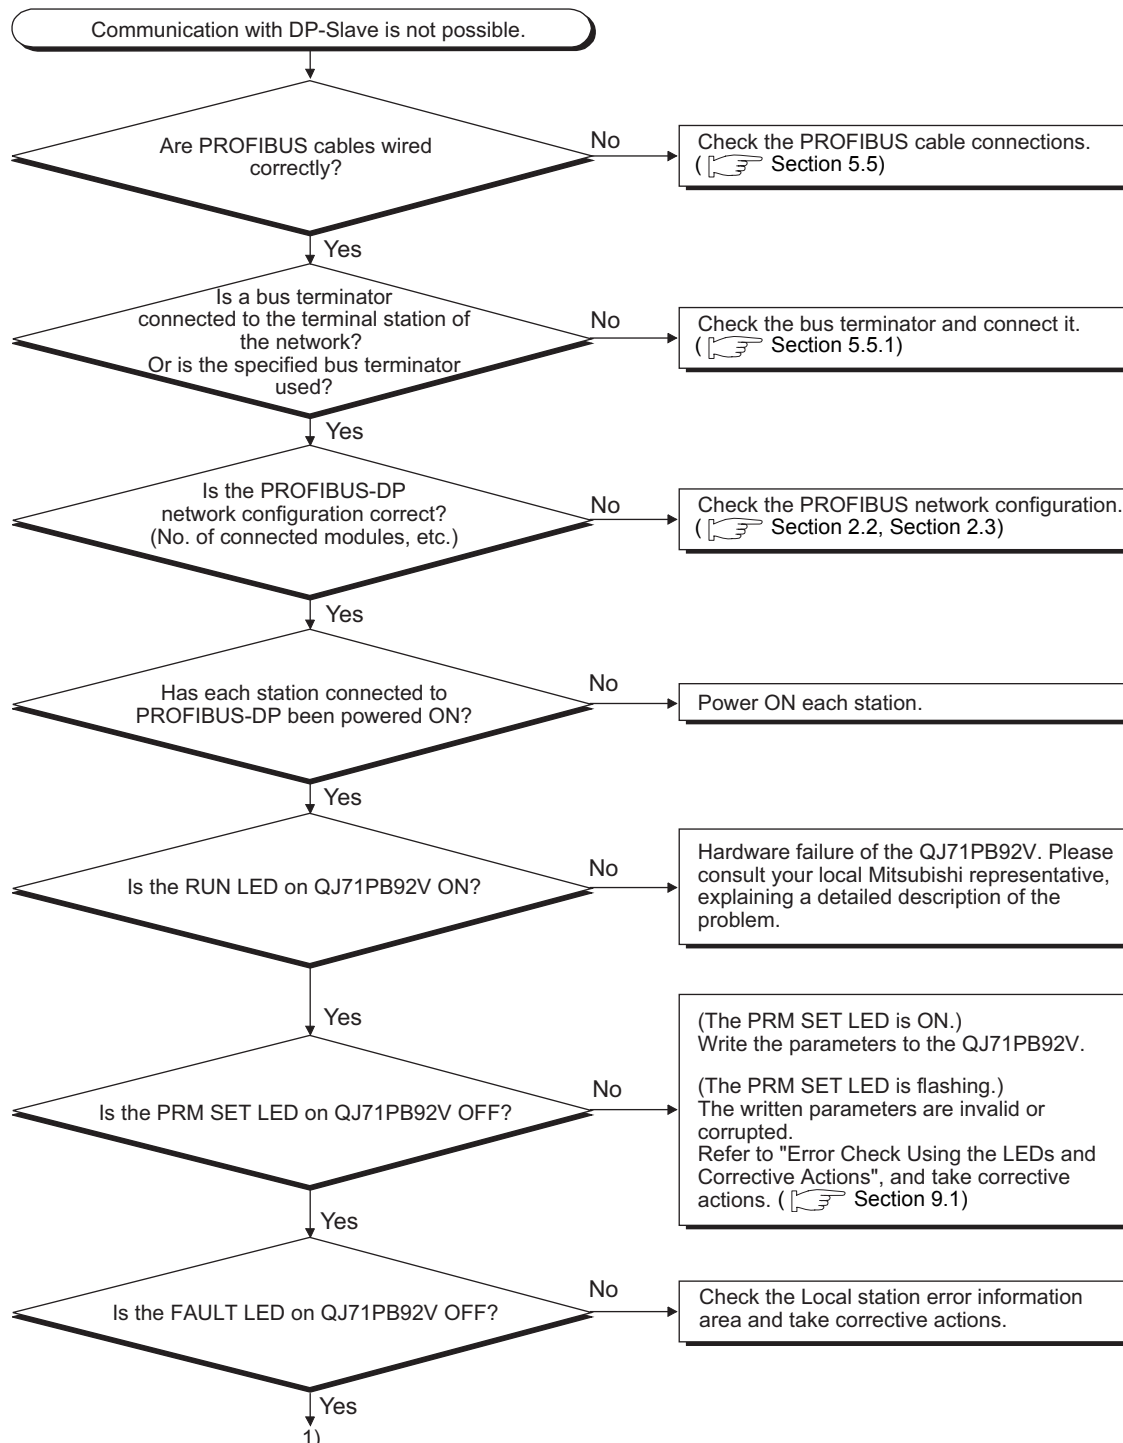 Communication with DP-Slave is not possible.
Are PROFIBUS cables wired
correctly?
No
Check the PROFIBUS cable connections.
( Section 5.5)
Yes
Is a bus terminator
connected to the terminal station of
the network?
Or is the specified bus terminator
used?
No
Check the bus terminator and connect it.
( Section 5.5.1)
Yes
Is the PROFIBUS-DP
network configuration correct?
(No. of connected modules, etc.)
No
Check the PROFIBUS network configuration.
( Section 2.2, Section 2.3)
Yes
Has each station connected to
PROFIBUS-DP been powered ON?
No
Power ON each station.
Yes
Is the RUN LED on QJ71PB92V ON?
No
Hardware failure of the QJ71PB92V. Please
consult your local Mitsubishi representative,
explaining a detailed description of the
problem.
Yes
Is the PRM SET LED on QJ71PB92V OFF?
No
(The PRM SET LED is ON.)
Write the parameters to the QJ71PB92V.
(The PRM SET LED is flashing.)
The written parameters are invalid or
corrupted.
Refer to "Error Check Using the LEDs and
Corrective Actions", and take corrective
actions. ( Section 9.1)
Yes
Is the FAULT LED on QJ71PB92V OFF?
No
Check the Local station error information
area and take corrective actions.
Yes
1)